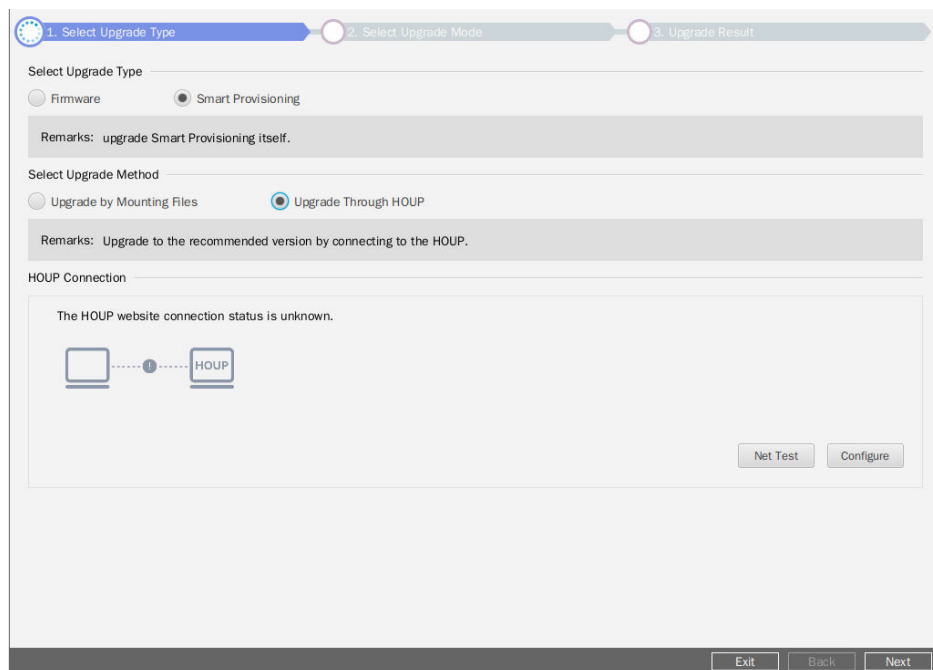 1. Select Upgrade Type 2. Select Upgrade Mode 3. Upgrade Result
Select Upgrade Type
Firmware Smart Provisioning
Remarks: upgrade Smart Provisioning itself.
Select Upgrade Method
Upgrade by Mounting Files Upgrade Through HOUP
Remarks: Upgrade to the recommended version by connecting to the HOUP.
HOUP Connection
The HOUP website connection status is unknown.
! HOUP
Net Test Configure
Exit Back Next